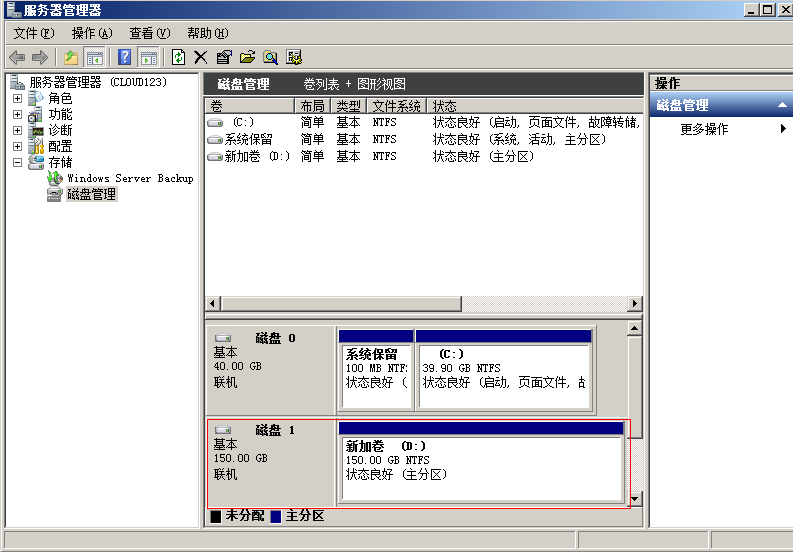 服务器管理器
文件(F) 操作(A) 查看(V) 帮助(H)
服务器管理器 (CLOUD123)
角色
功能
诊断
配置
存储
Windows Server Backup
磁盘管理
磁盘管理 卷列表 + 图形视图
卷 布局 类型 文件系统 状态
(C:) 简单 基本 NTFS 状态良好 (启动, 页面文件, 故障转储,
系统保留 简单 基本 NTFS 状态良好 (系统, 活动, 主分区)
新加卷 (D:) 简单 基本 NTFS 状态良好 (主分区)
磁盘 0
基本
40.00 GB
联机
系统保留
100 MB NTF
状态良好 (
(C:)
39.90 GB NTFS
状态良好 (启动, 页面文件,
磁盘 1
基本
150.00 GB
联机
新加卷 (D:)
150.00 GB NTFS
状态良好 (主分区)
未分配 主分区
操作
磁盘管理
更多操作